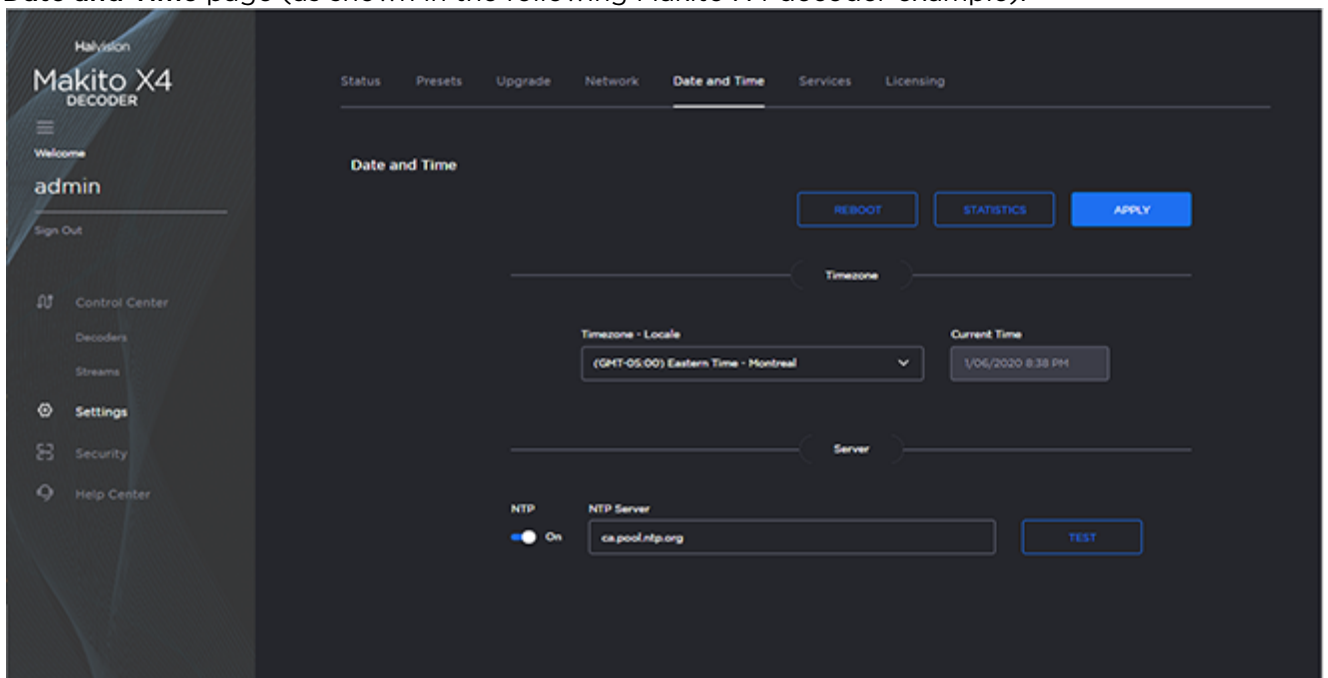 Date and Time page (as shown in the following Makito X4 decoder example):
Haivision
Makito X4
DECODER
Welcome
admin
Sign Out
Control Center
Decoders
Streams
Settings
Security
Help Center
Status Presets Upgrade Network Date and Time Services Licensing
Date and Time
REBOOT STATISTICS APPLY
Timezone
Timezone - Locale Current Time
(GMT-05:00) Eastern Time - Montreal 1/06/2020 8:38 PM
Server
NTP NTP Server
On ca.pool.ntp.org TEST